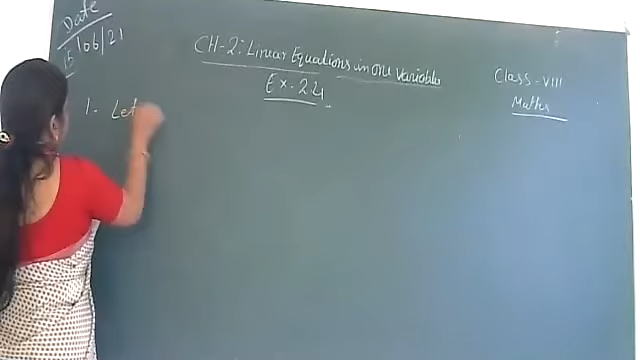 Date
15/06/21
CH-2: Linear Equations in one variable
Ex. 2.4
Class-VIII
Maths
1- Let